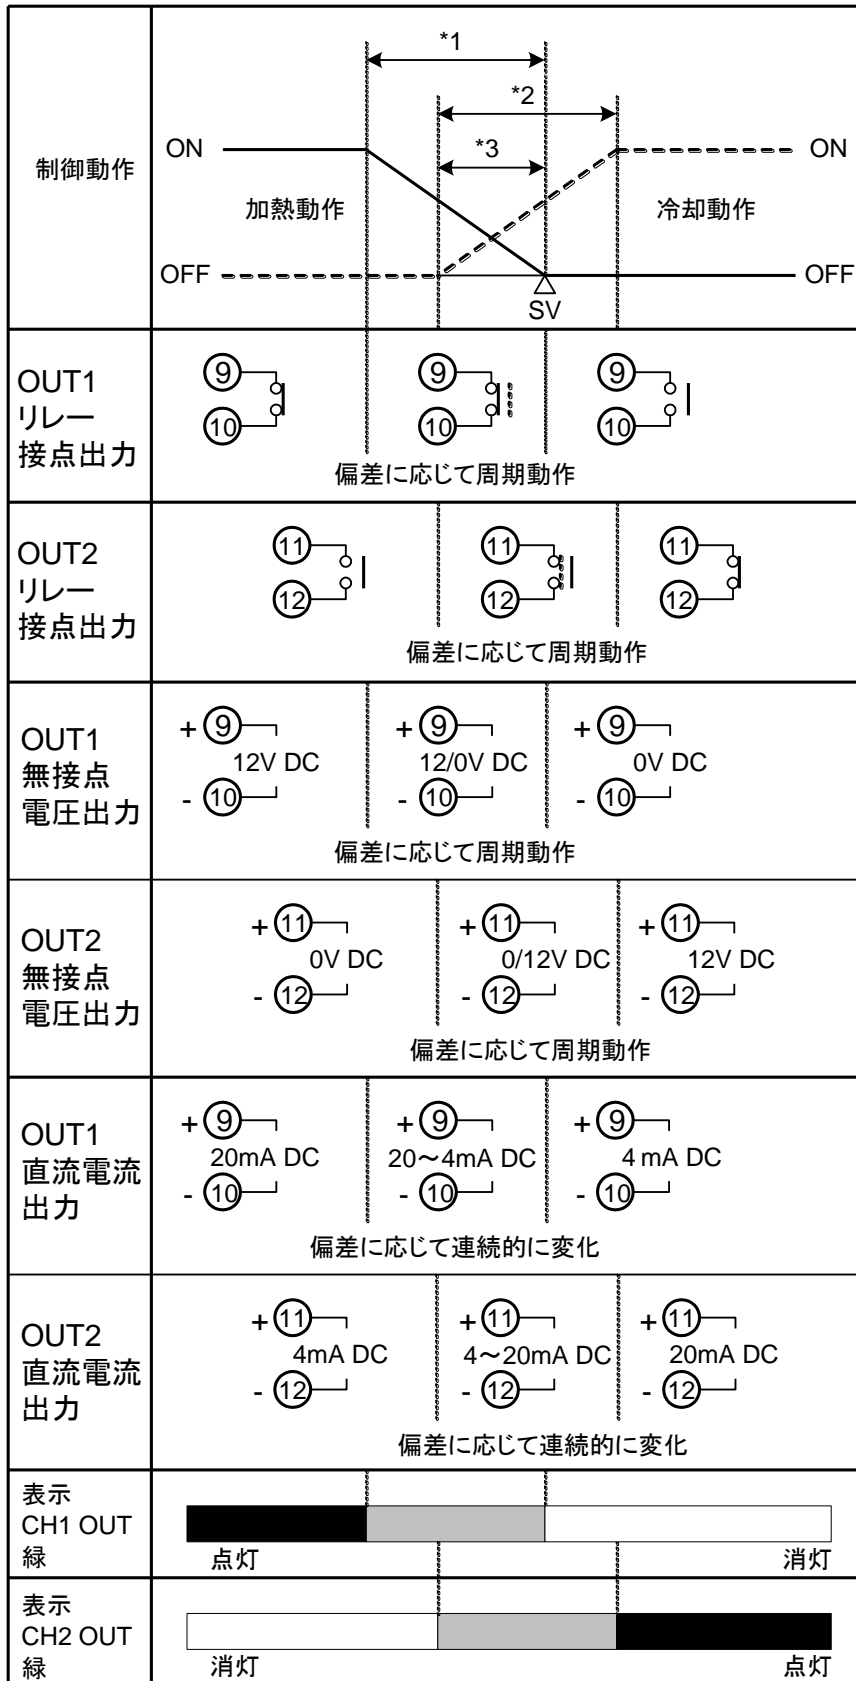 *1
*2
*3
制御動作
ON
ON
加熱動作
冷却動作
OFF
OFF
SV
OUT1
リレー
接点出力
9
10
9
10
9
10
偏差に応じて周期動作
OUT2
リレー
接点出力
11
12
11
12
11
12
偏差に応じて周期動作
OUT1
無接点
電圧出力
+ 9
12V DC
- 10
+ 9
12/0V DC
- 10
+ 9
0V DC
- 10
偏差に応じて周期動作
OUT2
無接点
電圧出力
+ 11
0V DC
- 12
+ 11
0/12V DC
- 12
+ 11
12V DC
- 12
偏差に応じて周期動作
OUT1
直流電流
出力
+ 9
20mA DC
- 10
+ 9
20～4mA DC
- 10
+ 9
4 mA DC
- 10
偏差に応じて連続的に変化
OUT2
直流電流
出力
+ 11
4mA DC
- 12
+ 11
4～20mA DC
- 12
+ 11
20mA DC
- 12
偏差に応じて連続的に変化
表示
CH1 OUT
緑
点灯
消灯
表示
CH2 OUT
緑
消灯
点灯